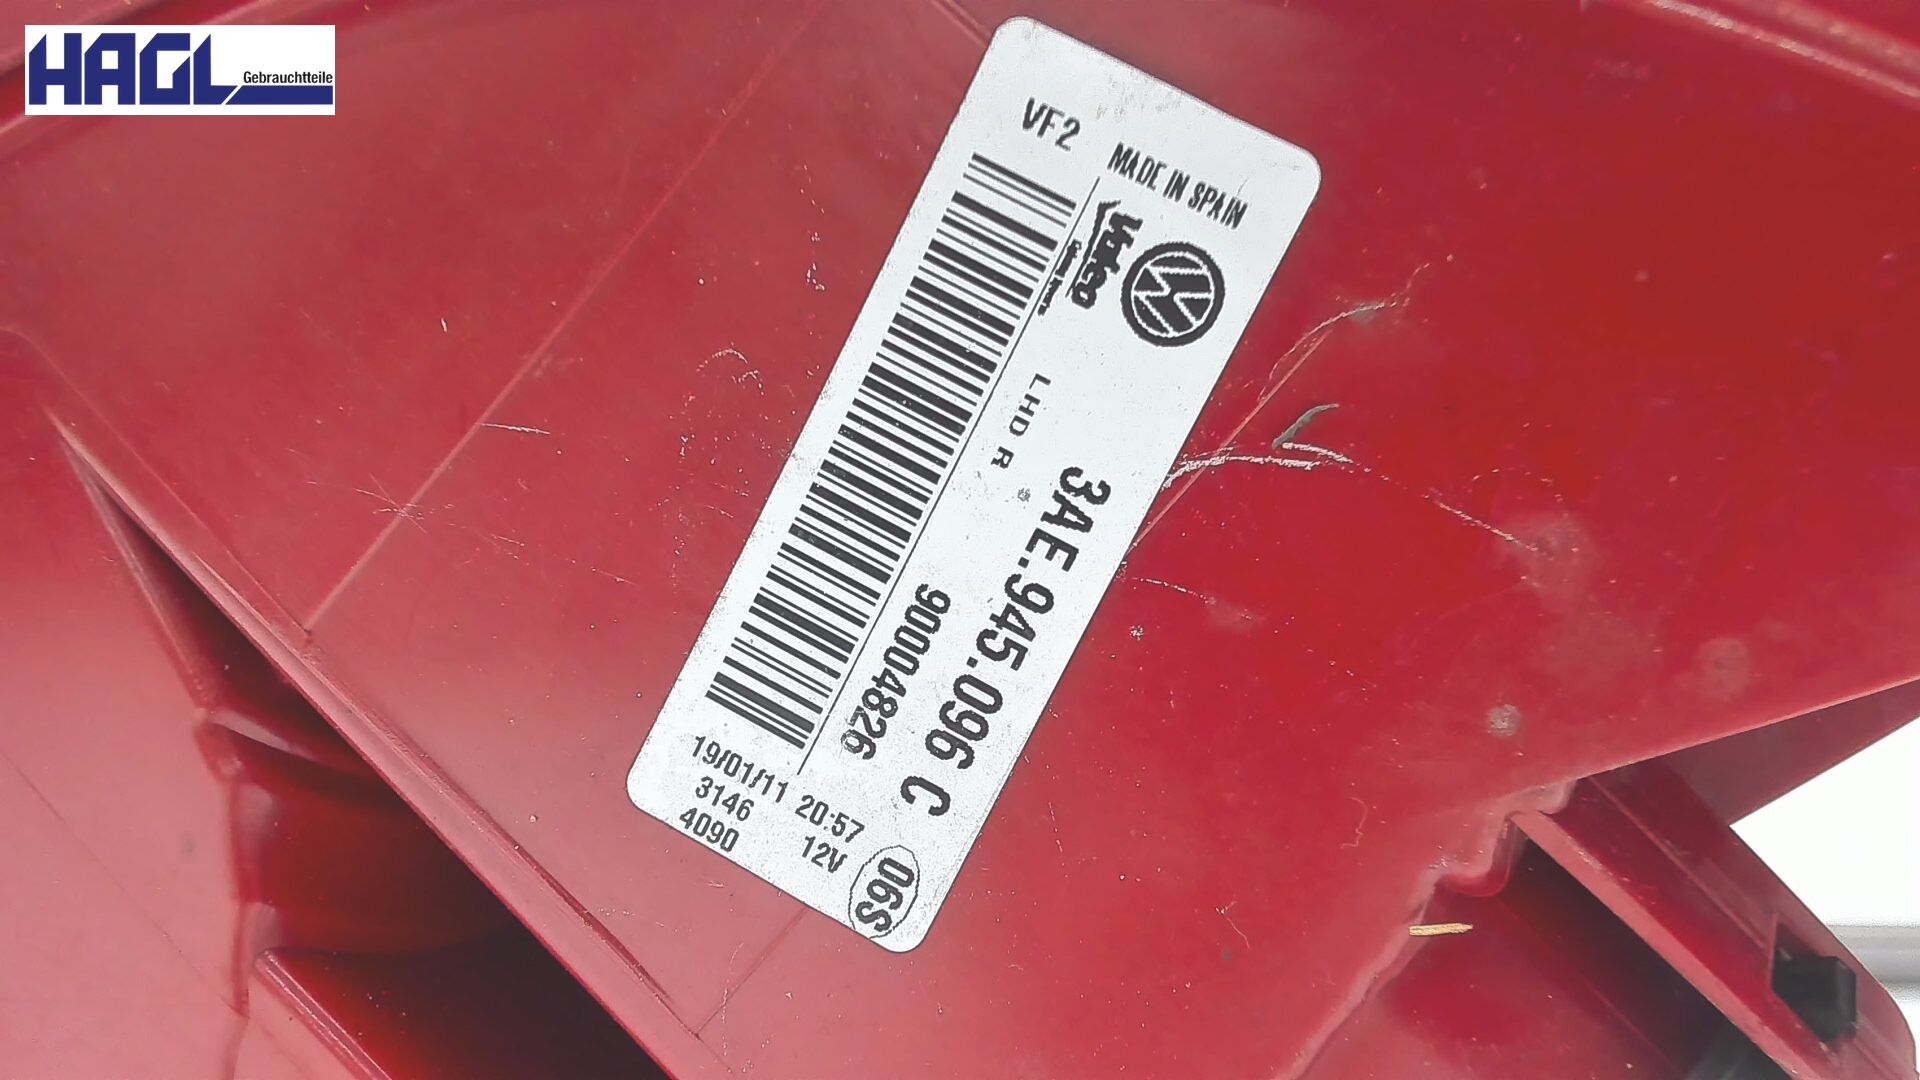 HAGL
Gebrauchtteile
VF2
MADE IN SPAIN
Valeo
LHD R
3AE.945.096 C
90004826
19/01/11 20:57
3146 12V
4090
06S